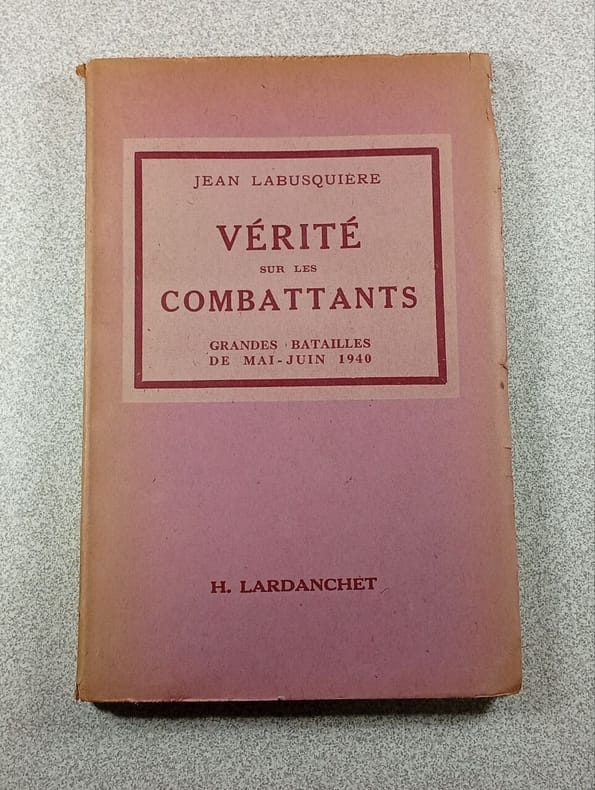 JEAN LABUSQUIÈRE
VÉRITÉ
SUR LES
COMBATTANTS
GRANDES BATAILLES
DE MAI-JUIN 1940
H. LARDANCHET